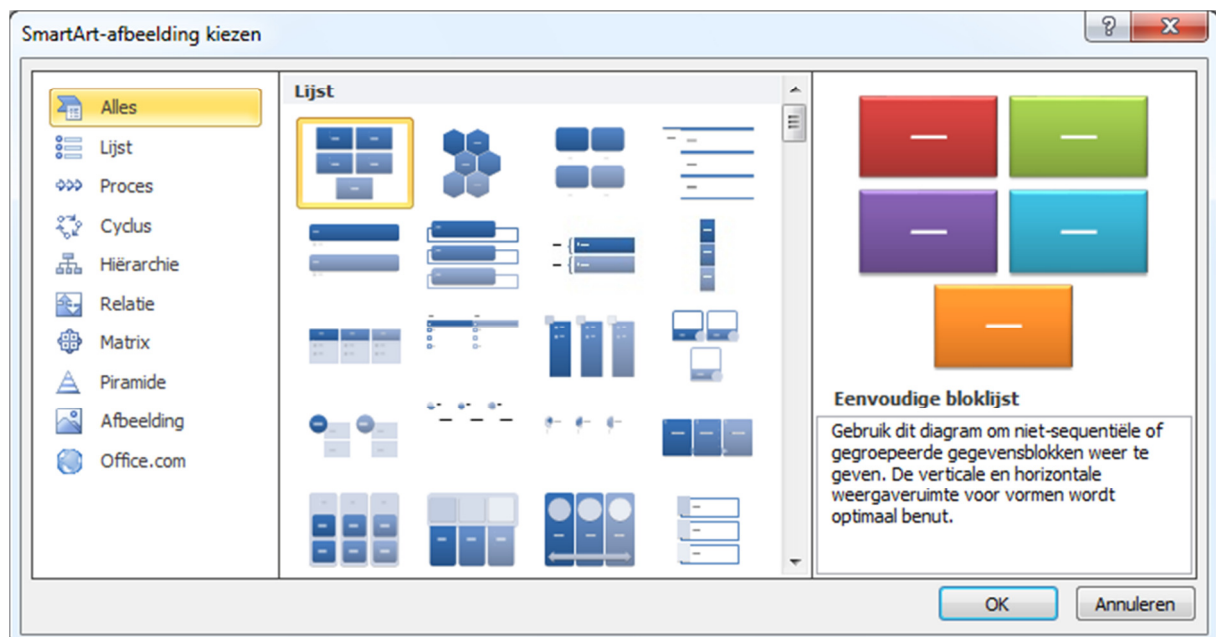 SmartArt-afbeelding kiezen
Alles
Lijst
Proces
Cyclus
Hiërarchie
Relatie
Matrix
Piramide
Afbeelding
Office.com
Lijst
Eenvoudige bloklijst
Gebruik dit diagram om niet-sequentiële of
gegroepeerde gegevensblokken weer te
geven. De verticale en horizontale
weergaveruimte voor vormen wordt
optimaal benut.
OK
Annuleren